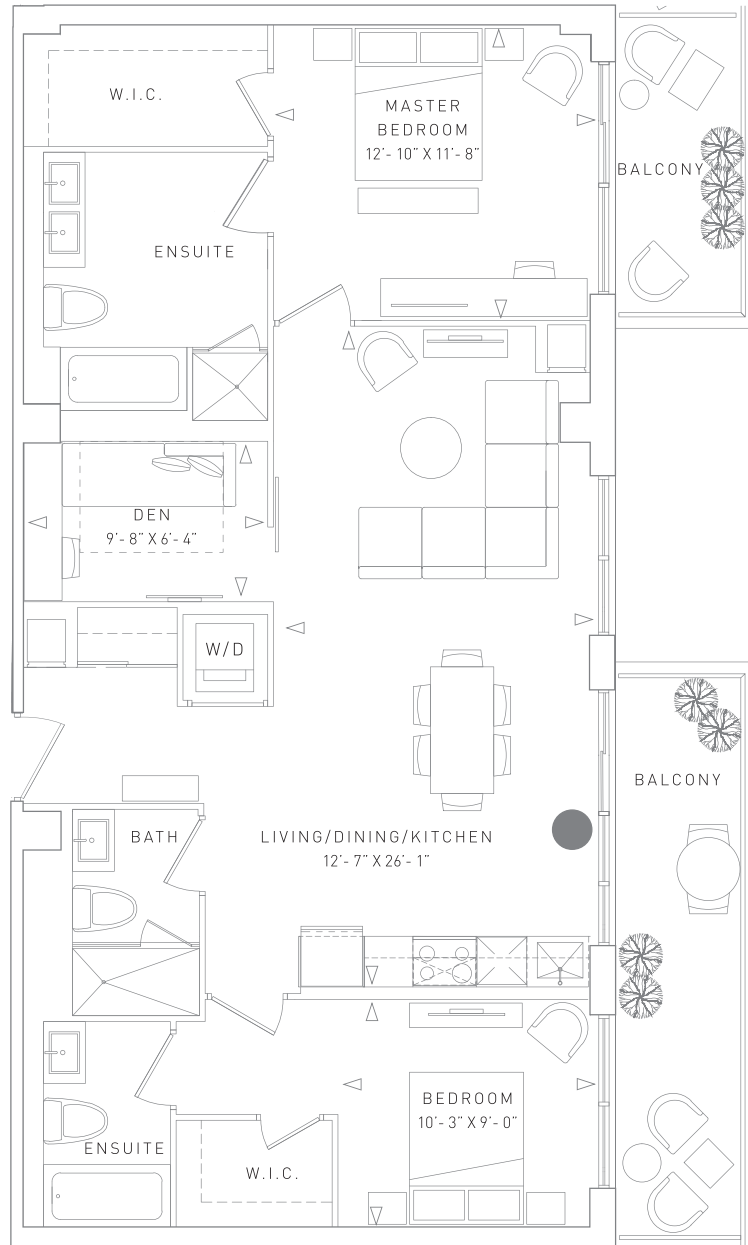 W.I.C.
MASTER
BEDROOM
12'- 10" X 11'- 8"
BALCONY
ENSUITE
DEN
9'- 8" X 6'- 4"
W/D
BALCONY
BATH
LIVING/DINING/KITCHEN
12'- 7" X 26'- 1"
BEDROOM
10'- 3" X 9'- 0"
ENSUITE
W.I.C.